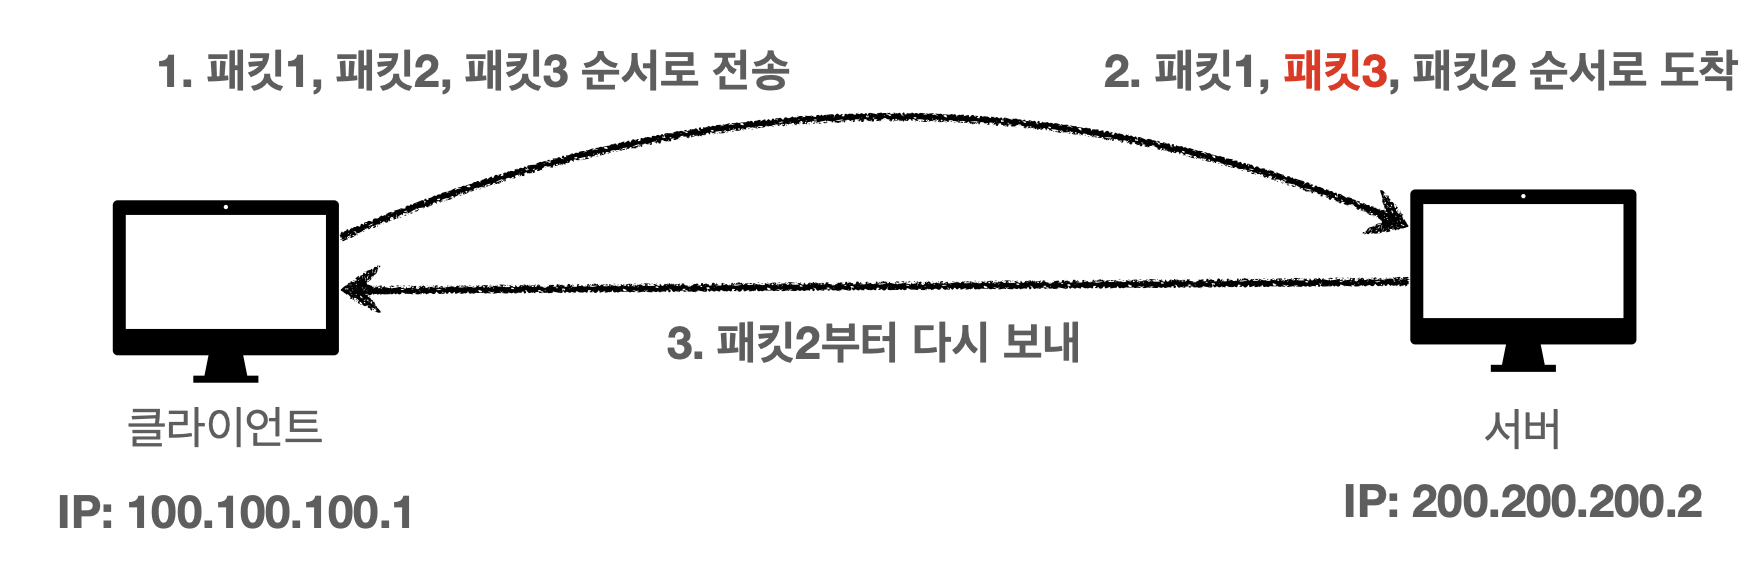 1. 패킷1, 패킷2, 패킷3 순서로 전송
2. 패킷1, 패킷3, 패킷2 순서로 도착
3. 패킷2부터 다시 보내
클라이언트
서버
IP: 100.100.100.1
IP: 200.200.200.2